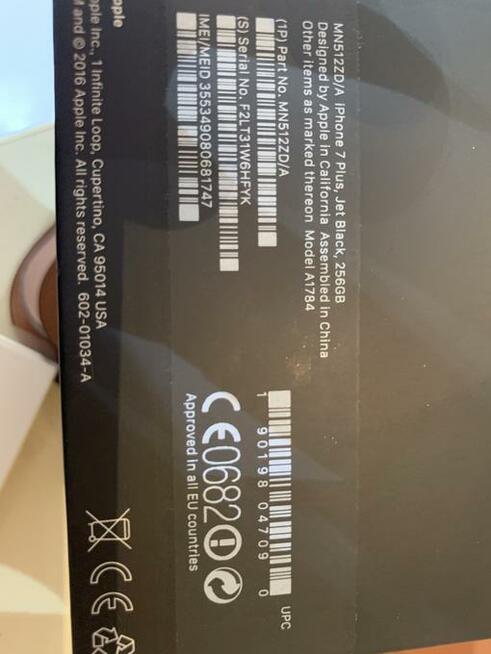 MN512ZD/A iPhone 7 Plus, Jet Black, 256GB
Designed by Apple in California Assembled in China
Other items as marked thereon Model A1784
(1P) Part No. MN512ZD/A
(S) Serial No. F2LT31W6HFYK
IMEI/MEID 355349080681747
1 90198 04709 0
UPC
CE0682
Approved in all EU countries
Inc., 1 Infinite Loop, Cupertino, CA 95014 USA
and © 2016 Apple Inc. All rights reserved. 602-01034-A
CE